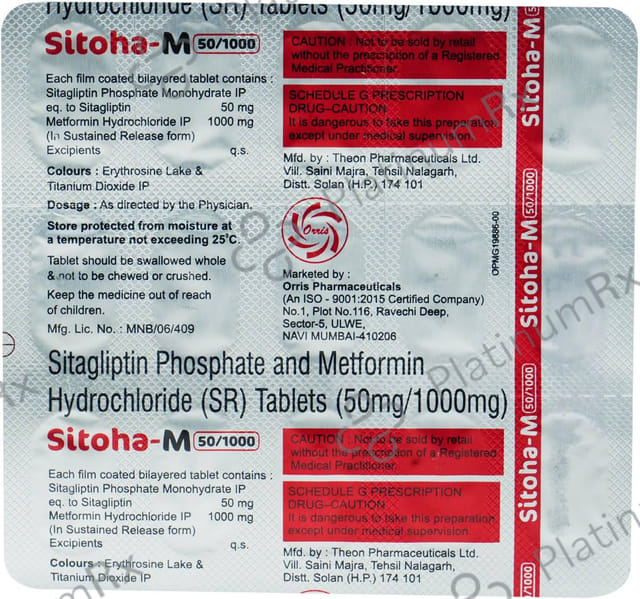 Hydrochloride (SR) Tablets (50mg/1000mg)
Sitoha-M 50/1000
Each film coated bilayered tablet contains :
Sitagliptin Phosphate Monohydrate IP
eq. to Sitagliptin 50 mg
Metformin Hydrochloride IP 1000 mg
(In Sustained Release form)
Excipients q.s.
Colours : Erythrosine Lake &
Titanium Dioxide IP
Dosage : As directed by the Physician.
Store protected from moisture at
a temperature not exceeding 25°C.
Tablet should be swallowed whole
& not to be chewed or crushed.
Keep the medicine out of reach
of children.
Mfg. Lic. No. : MNB/06/409
CAUTION : Not to be sold by retail
without the prescription of a Registered
Medical Practitioner.
SCHEDULE G PRESCRIPTION
DRUG–CAUTION
It is dangerous to take this preparation
except under medical supervision.
Mfd. by : Theon Pharmaceuticals Ltd.
Vill. Saini Majra, Tehsil Nalagarh,
Distt. Solan (H.P.) 174 101
Orris
Marketed by :
Orris Pharmaceuticals
(An ISO - 9001:2015 Certified Company)
No.1, Plot No.116, Ravechi Deep,
Sector-5, ULWE,
NAVI MUMBAI-410206
OPMG19686-00
Sitagliptin Phosphate and Metformin
Hydrochloride (SR) Tablets (50mg/1000mg)
Sitoha-M 50/1000
Each film coated bilayered tablet contains :
Sitagliptin Phosphate Monohydrate IP
eq. to Sitagliptin 50 mg
Metformin Hydrochloride IP 1000 mg
(In Sustained Release form)
Excipients q.s.
Colours : Erythrosine Lake &
Titanium Dioxide IP
CAUTION : Not to be sold by retail
without the prescription of a Registered
Medical Practitioner.
SCHEDULE G PRESCRIPTION
DRUG–CAUTION
It is dangerous to take this preparation
except under medical supervision
Mfd. by : Theon Pharmaceuticals Ltd.
Vill. Saini Majra, Tehsil Nalagarh,
Distt. Solan (H.P.) 174 101
Sitoha-M 50
Sitoha-M 50/1000
Sitoha-M 50/1000
/1000
PlatinumRx
PlatinumRx
Platinum
Rx
PlatinumRx